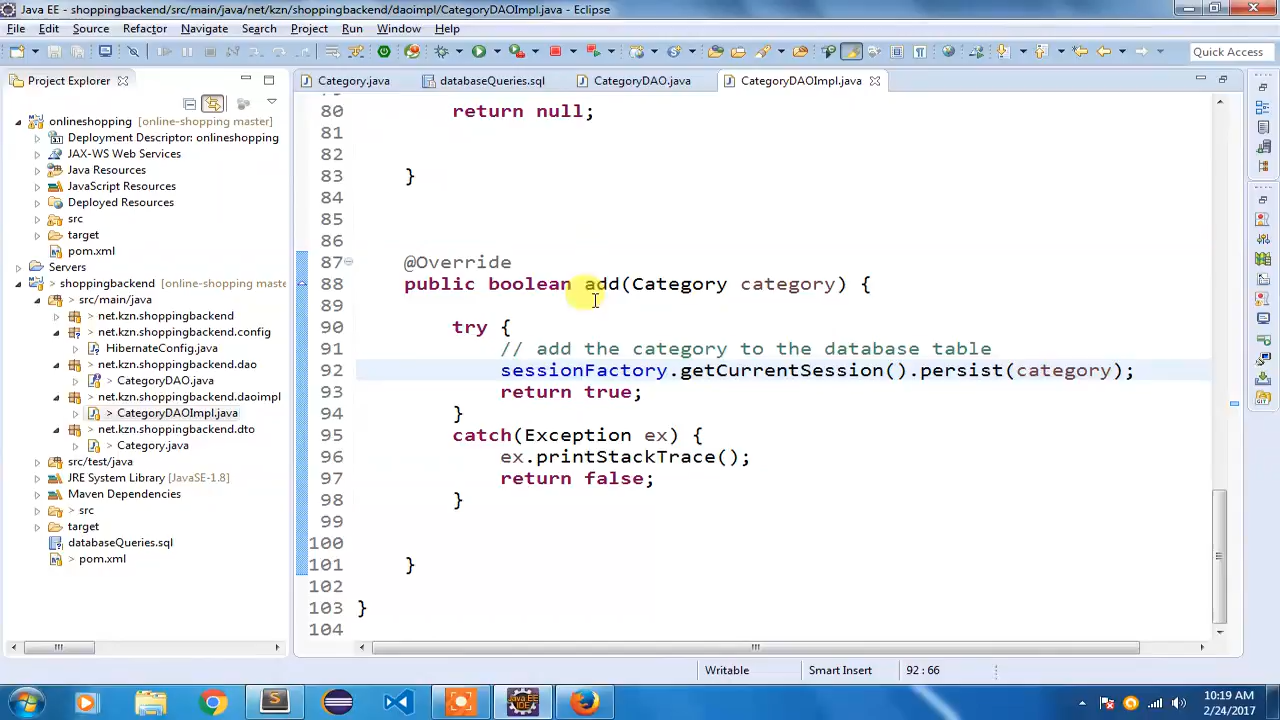 Java EE - shoppingbackend/src/main/java/net/kzn/shoppingbackend/daoimpl/CategoryDAOImpl.java - Eclipse
File Edit Source Refactor Navigate Search Project Run Window Help
Quick Access
Project Explorer
Category.java databaseQueries.sql CategoryDAO.java CategoryDAOImpl.java
onlineshopping [online-shopping master]
Deployment Descriptor: onlineshopping
JAX-WS Web Services
Java Resources
JavaScript Resources
Deployed Resources
src
target
pom.xml
Servers
> shoppingbackend [online-shopping maste
> src/main/java
> net.kzn.shoppingbackend
> net.kzn.shoppingbackend.config
> HibernateConfig.java
> net.kzn.shoppingbackend.dao
> CategoryDAO.java
> net.kzn.shoppingbackend.daoimpl
> CategoryDAOImpl.java
> net.kzn.shoppingbackend.dto
> Category.java
> src/test/java
JRE System Library [JavaSE-1.8]
Maven Dependencies
> src
target
databaseQueries.sql
> pom.xml
80 return null;
81
82
83 }
84
85
86
87 @Override
88 public boolean add(Category category) {
89
90 try {
91 // add the category to the database table
92 sessionFactory.getCurrentSession().persist(category);
93 return true;
94 }
95 catch(Exception ex) {
96 ex.printStackTrace();
97 return false;
98 }
99
100
101 }
102
103 }
104
Writable Smart Insert 92 : 66
10:19 AM
2/24/2017